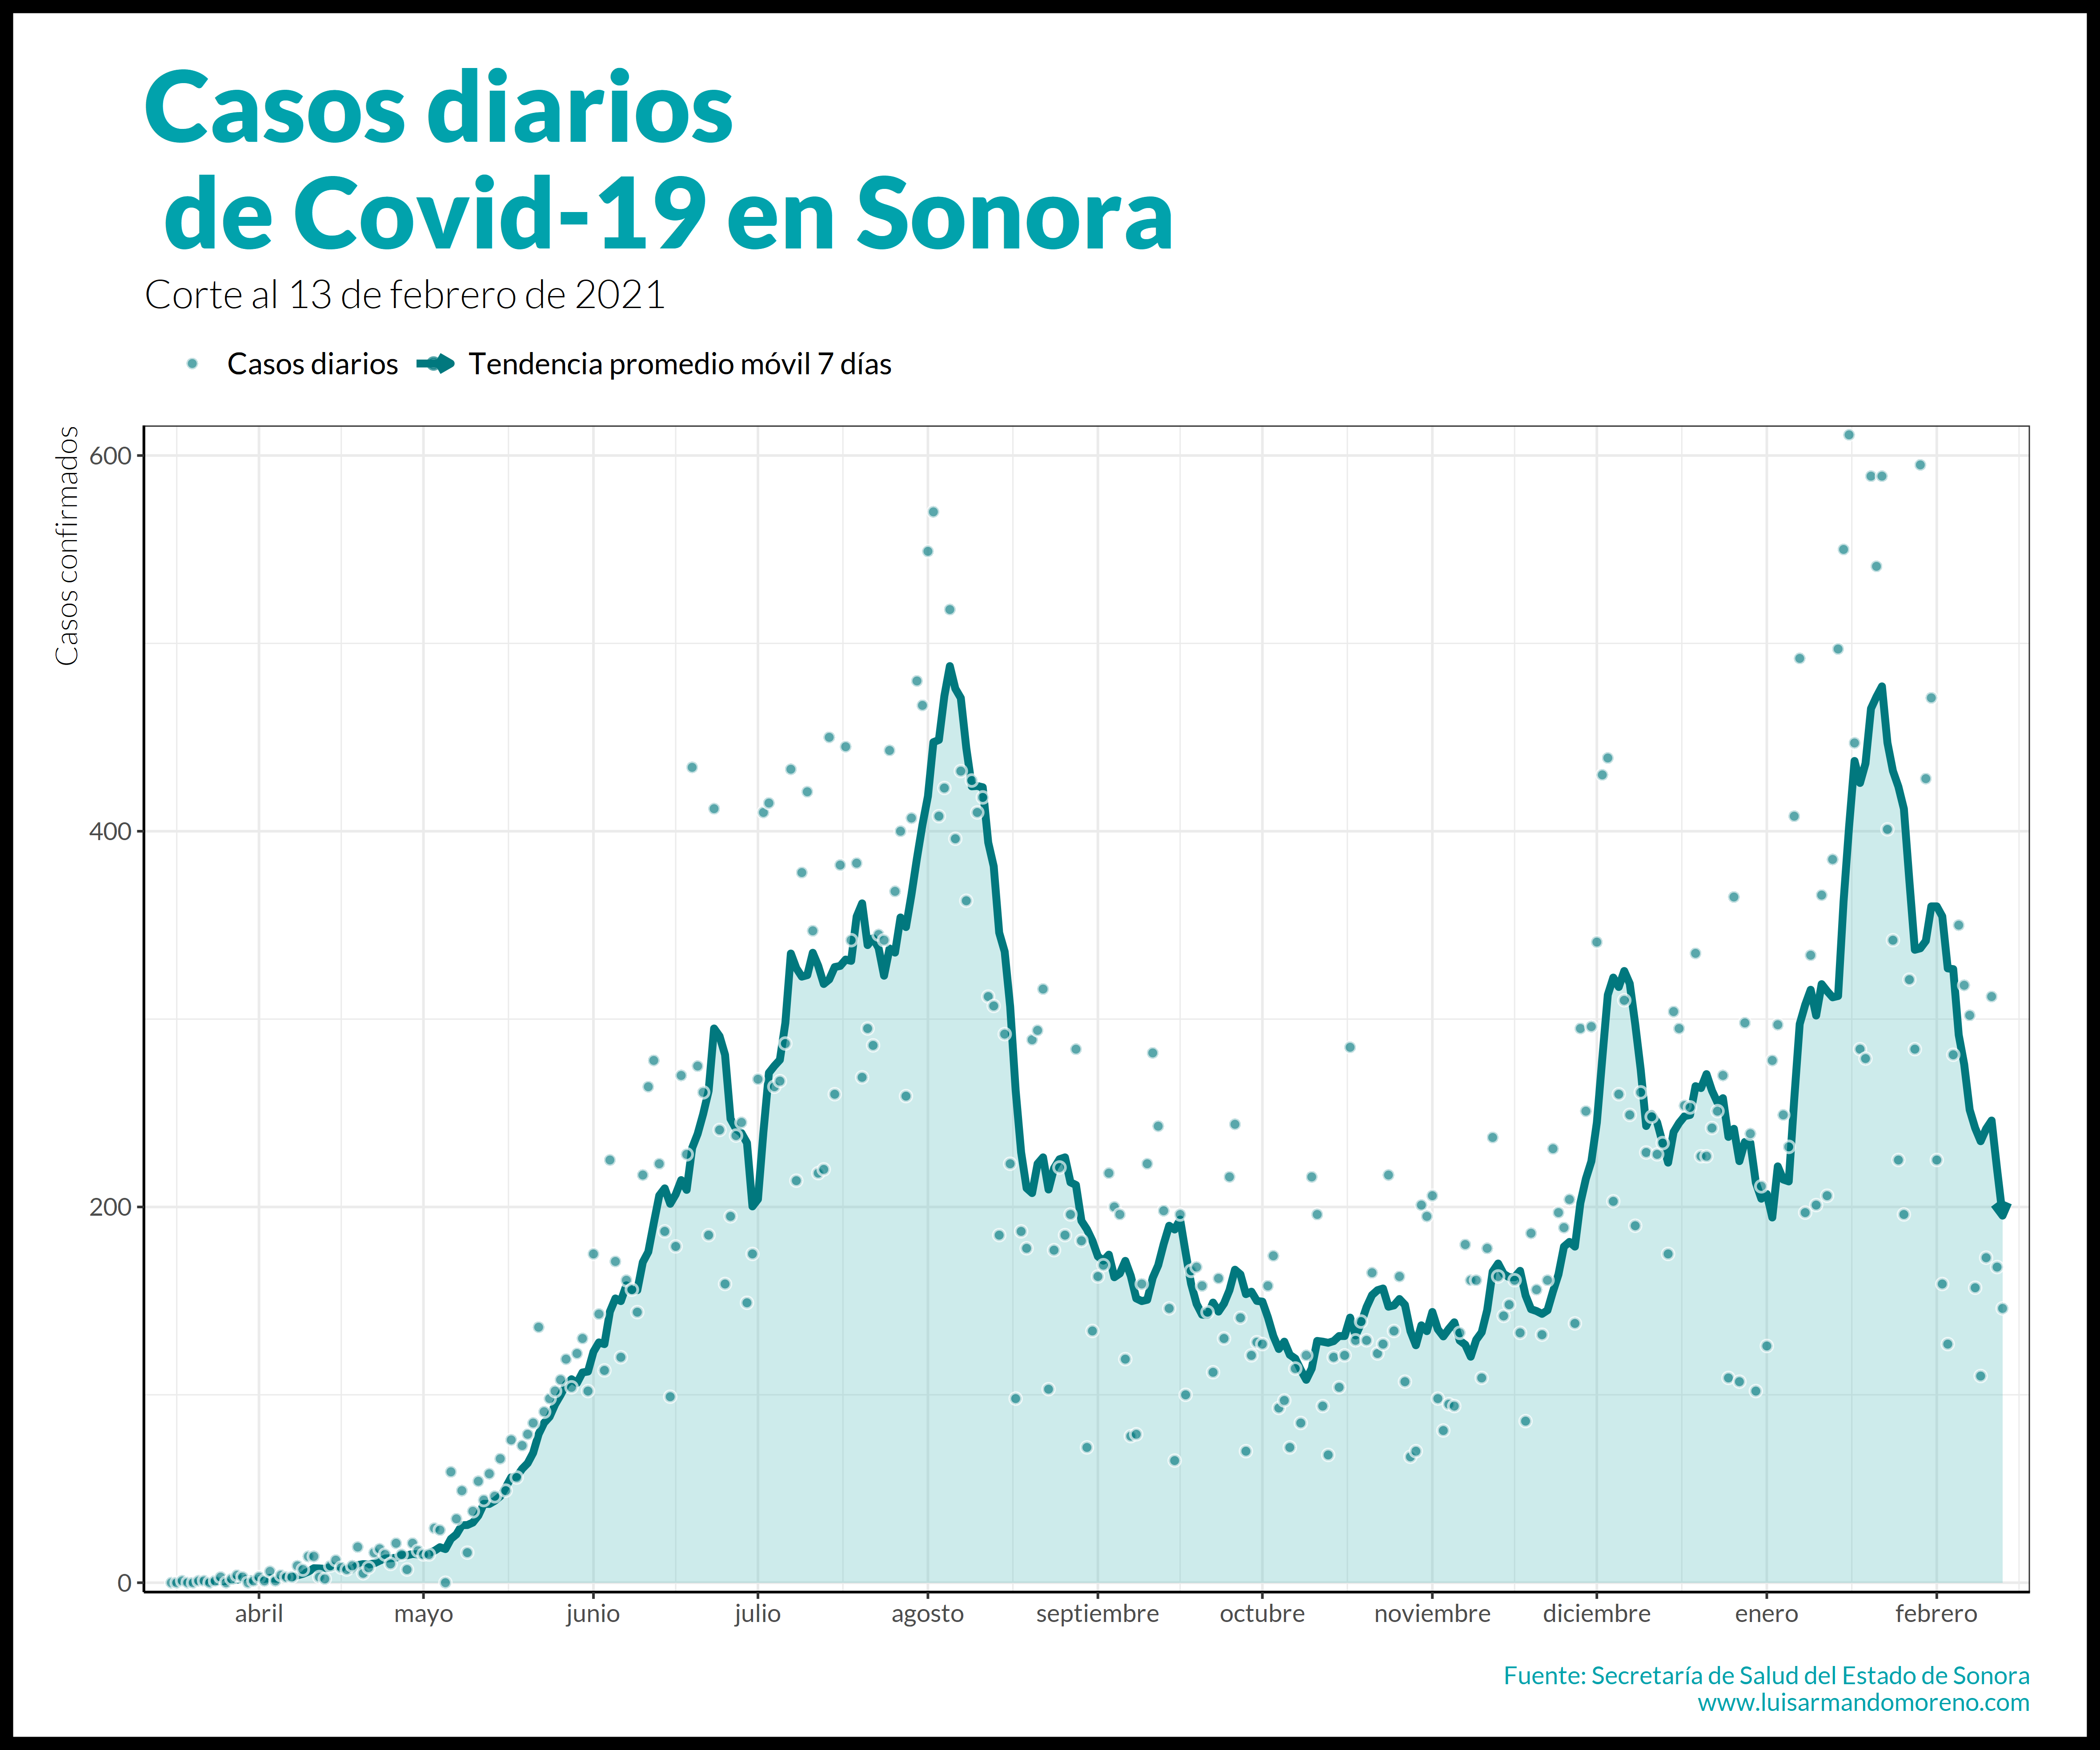 Casos diarios
de Covid-19 en Sonora
Corte al 13 de febrero de 2021
Casos diarios Tendencia promedio móvil 7 días
Casos confirmados
600
400
200
0
abril mayo junio julio agosto septiembre octubre noviembre diciembre enero febrero
Fuente: Secretaría de Salud del Estado de Sonora
www.luisarmandomoreno.com